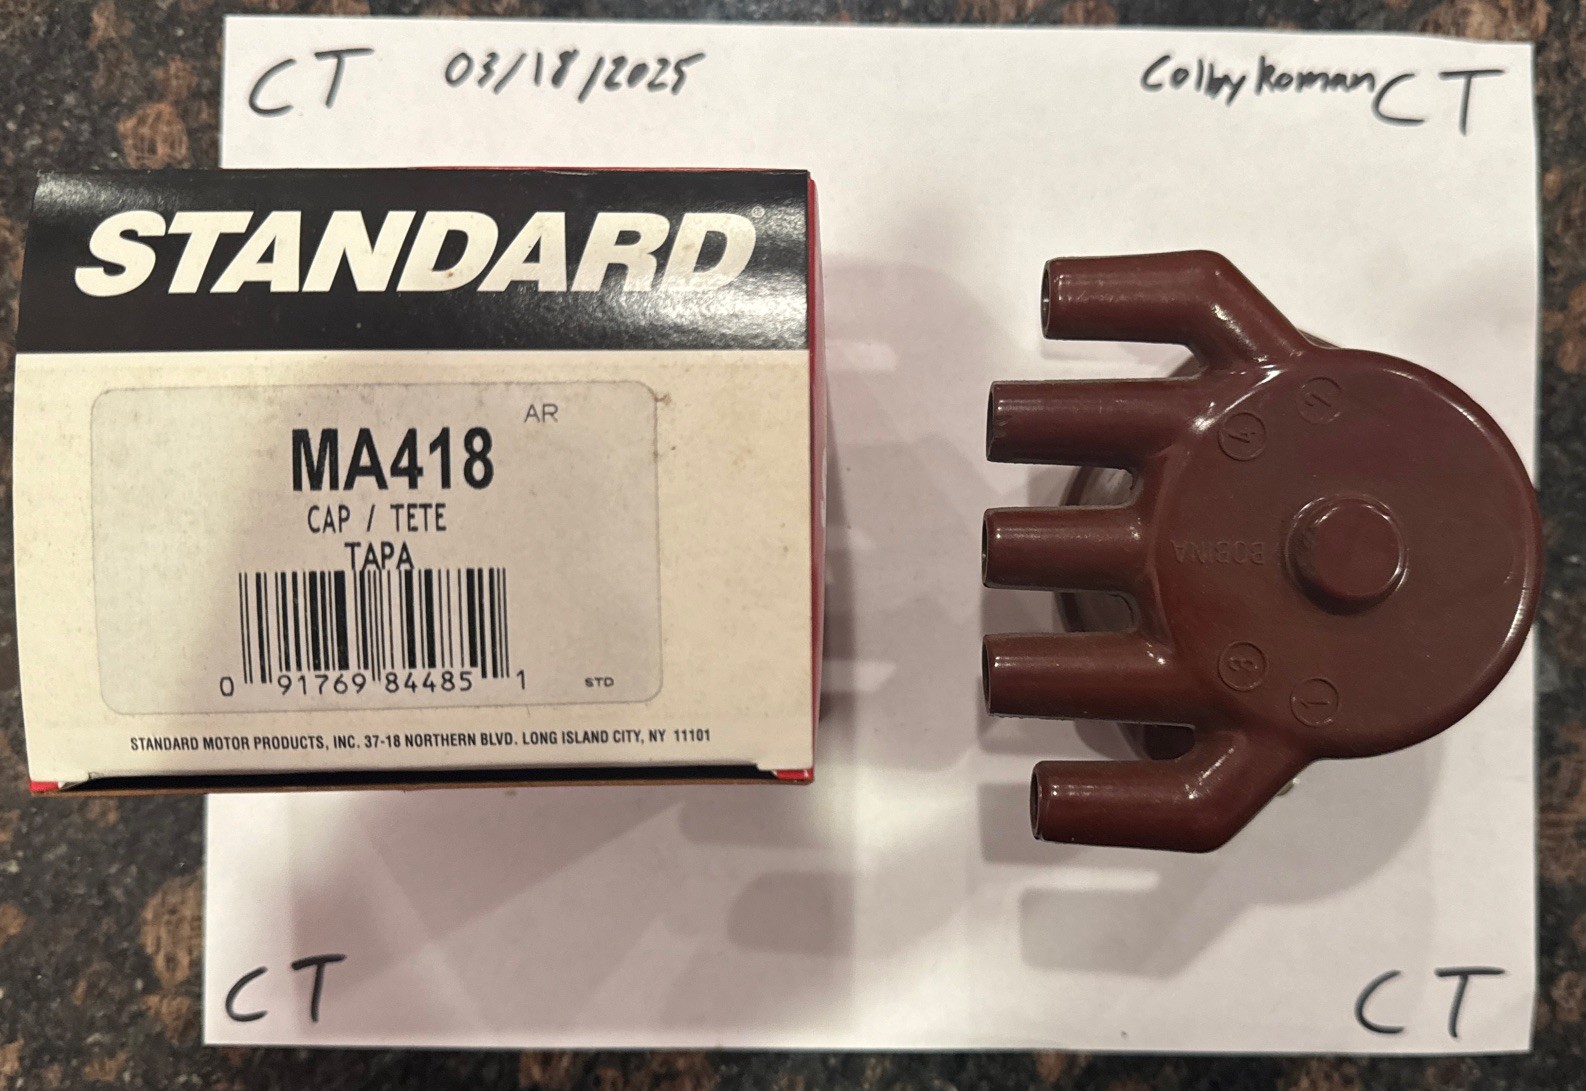 CT 03/18/2025 Colby Roman CT
STANDARD®
AR
MA418
CAP / TETE
TAPA
0 91769 84485 1
STD
STANDARD MOTOR PRODUCTS, INC. 37-18 NORTHERN BLVD. LONG ISLAND CITY, NY 11101
2
4
BOBINA
3
1
CT
CT